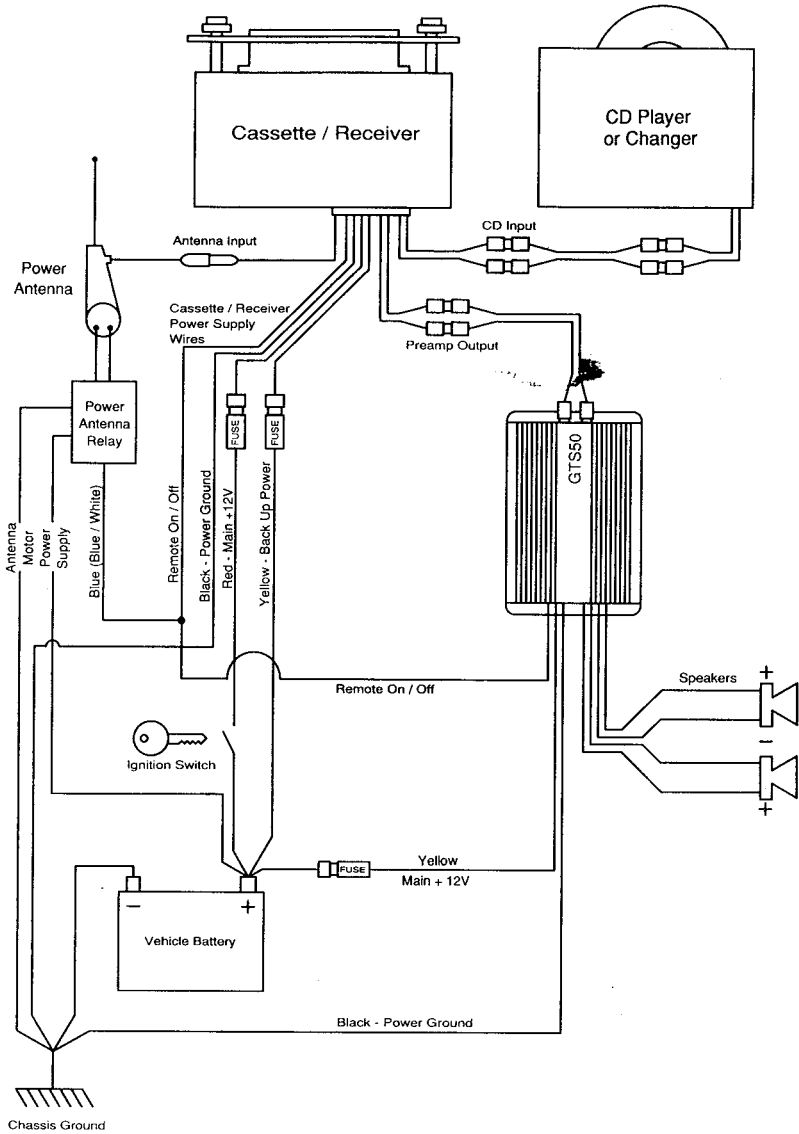 Cassette / Receiver
CD Player
or Changer
Antenna Input
CD Input
Power
Antenna
Cassette / Receiver
Power Supply
Wires
Preamp Output
Power
Antenna
Relay
FUSE
FUSE
GTS50
Antenna
Motor
Power
Supply
Blue (Blue / White)
Remote On / Off
Black - Power Ground
Red - Main +12V
Yellow - Back Up Power
Remote On / Off
Speakers
+
−
+
Ignition Switch
Yellow
FUSE
Main + 12V
− +
Vehicle Battery
Black - Power Ground
Chassis Ground